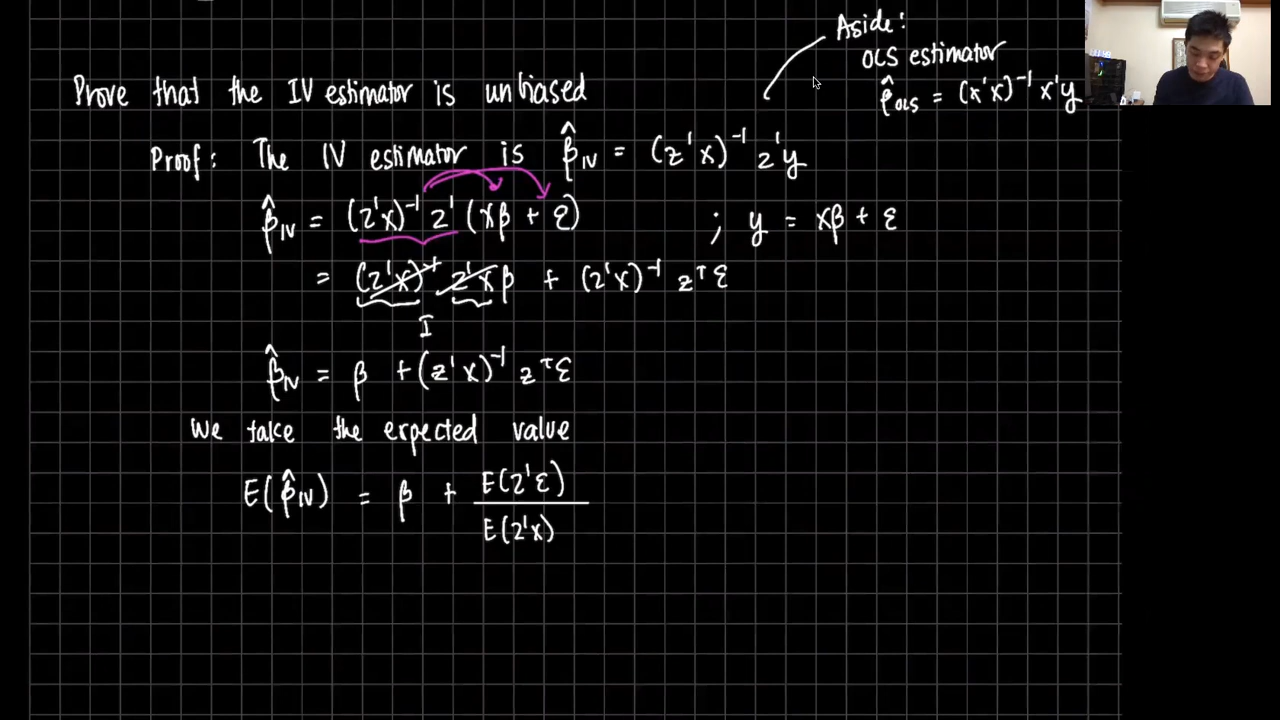 Aside:
OLS estimator
β̂OLS = (x'x)⁻¹ x'y
Prove that the IV estimator is unbiased
Proof: The IV estimator is β̂IV = (z'x)⁻¹ z'y
β̂IV = (z'x)⁻¹ z' (xβ + ε) ; y = xβ + ε
= (z'x)⁻¹ z'xβ + (z'x)⁻¹ zᵀε
I
β̂IV = β + (z'x)⁻¹ zᵀε
We take the expected value
E(β̂IV) = β + E(z'ε)
E(z'x)